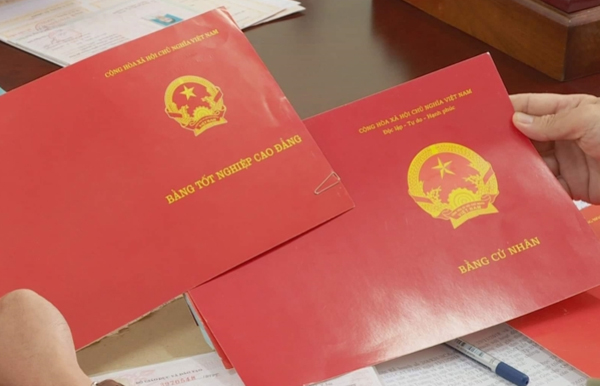 CỘNG HÒA XÃ HỘI CHỦ NGHĨA VIỆT NAM
BẰNG TỐT NGHIỆP CAO ĐẲNG
CỘNG HÒA XÃ HỘI CHỦ NGHĨA VIỆT NAM
Độc lập - Tự do - Hạnh phúc
BẰNG CỬ NHÂN